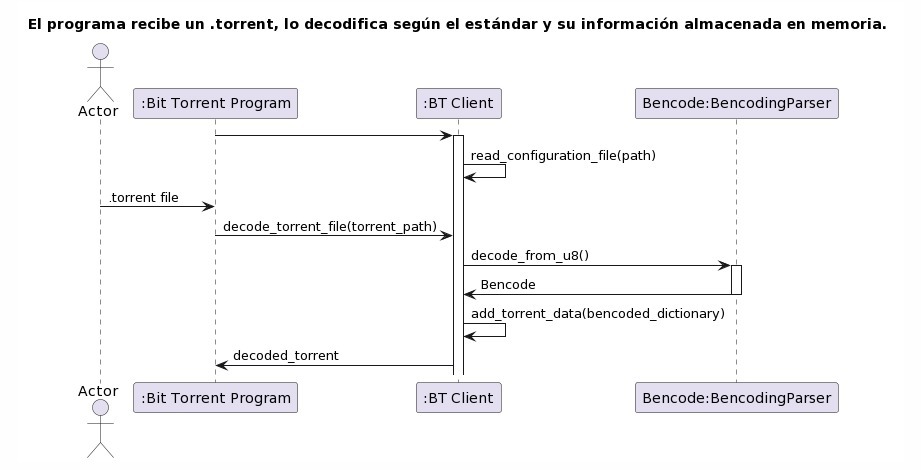 El programa recibe un .torrent, lo decodifica según el estándar y su información almacenada en memoria.
Actor
:Bit Torrent Program
:BT Client
Bencode:BencodingParser
read_configuration_file(path)
.torrent file
decode_torrent_file(torrent_path)
decode_from_u8()
Bencode
add_torrent_data(bencoded_dictionary)
decoded_torrent
Actor
:Bit Torrent Program
:BT Client
Bencode:BencodingParser